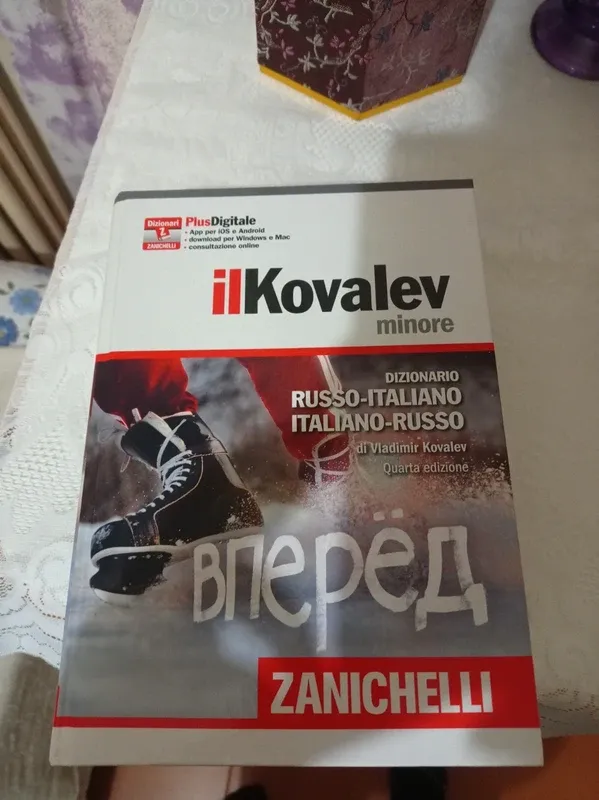 Dizionari
Z
ZANICHELLI
PlusDigitale
• App per iOS e Android
• download per Windows e Mac
• consultazione online
ilKovalev
minore
DIZIONARIO
RUSSO-ITALIANO
ITALIANO-RUSSO
di Vladimir Kovalev
Quarta edizione
вперёд
ZANICHELLI